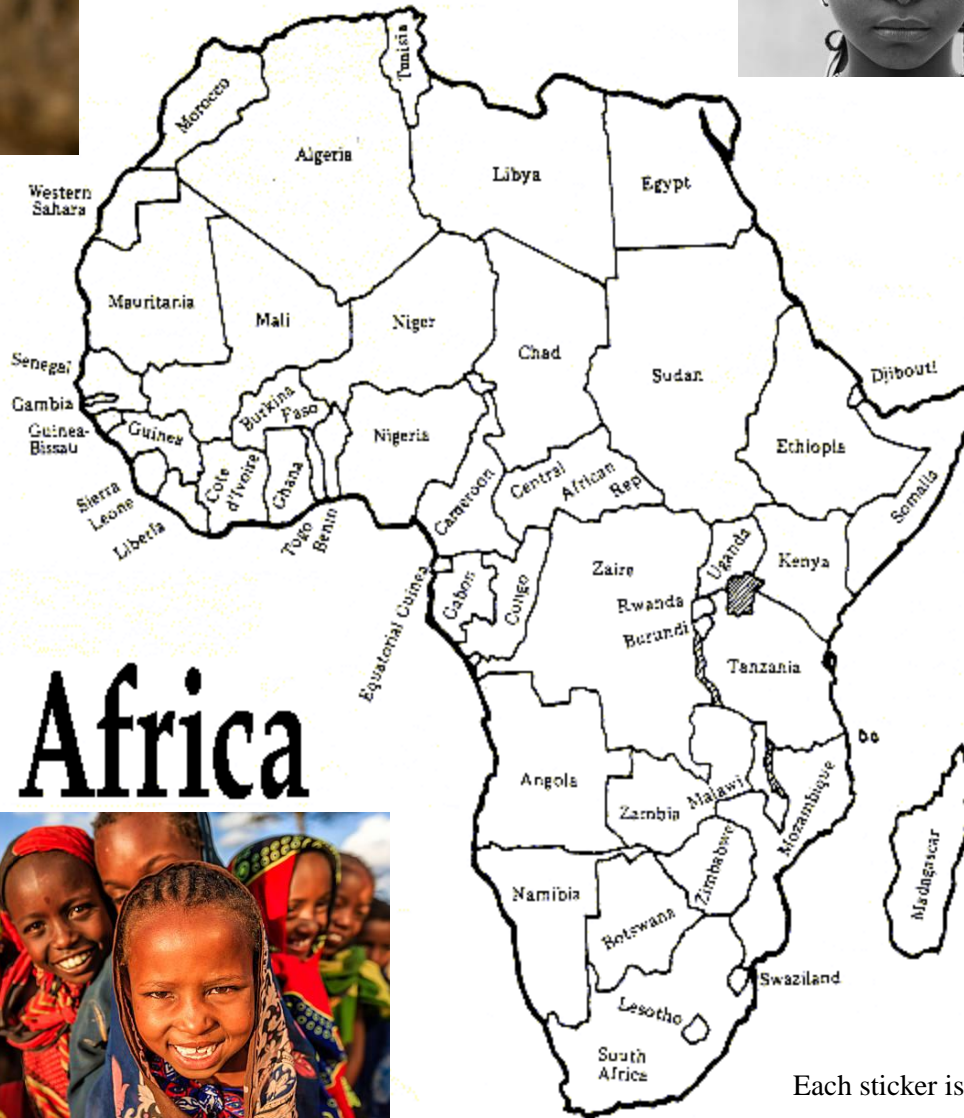 Tunisia
Morocco
Algeria
Libya
Egypt
Western
Sahara
Mauritania
Mali
Niger
Chad
Sudan
Djibouti
Senegal
Gambia
Guinea-
Bissau
Guinea
Burkina
Faso
Nigeria
Ethiopia
Somalia
Sierra
Leone
Liberia
Cote
d'Ivoire
Ghana
Togo
Benin
Cameroon
Central
African
Rep
Equatorial Guinea
Gabon
Congo
Zaire
Uganda
Kenya
Rwanda
Burundi
Tanzania
Africa
Angola
Zambia
Malawi
Mozambique
Madagascar
Namibia
Zimbabwe
Botswana
Swaziland
Lesotho
South
Africa
Each sticker is